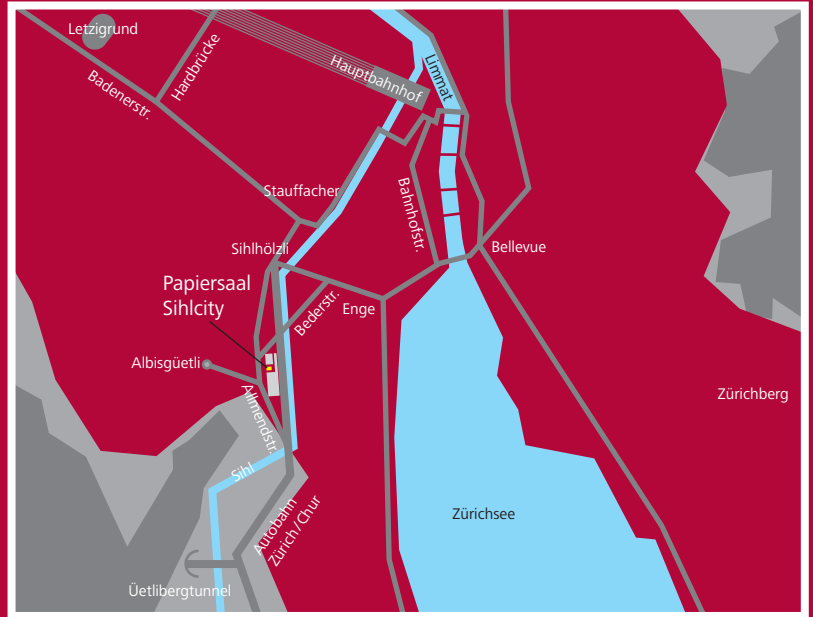 Letzigrund
Hardbrücke
Badenerstr.
Hauptbahnhof
Limmat
Stauffacher
Bahnhofstr.
Sihlhölzli
Bellevue
Papiersaal
Sihlcity
Bederstr.
Enge
Albisgüetli
Allmendstr.
Zürichberg
Sihl
Zürichsee
Autobahn
Zürich/Chur
Üetlibergtunnel